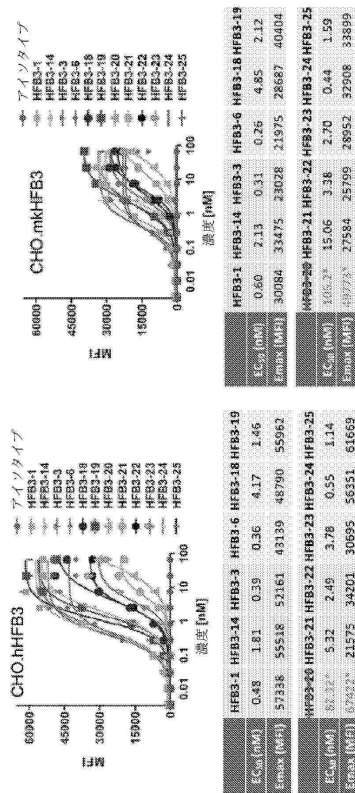 CHO.hHFB3
MFI
60000
45000
30000
15000
0
0.01
0.1
1
10
100
濃度 [nM]
アイソタイプ
HFB3-1
HFB3-14
HFB3-3
HFB3-6
HFB3-18
HFB3-19
HFB3-20
HFB3-21
HFB3-22
HFB3-23
HFB3-24
HFB3-25
HFB3-1 HFB3-14 HFB3-3 HFB3-6 HFB3-18 HFB3-19
EC50 (nM) 0.48 1.81 0.39 0.36 4.17 1.46
Emax (MFI) 57338 55518 52161 43139 48790 55962
HFB3-20 HFB3-21 HFB3-22 HFB3-23 HFB3-24 HFB3-25
EC50 (nM) 62.32* 5.32 2.49 3.78 0.55 1.14
Emax (MFI) 21575 34201 30695 56351 61669
CHO.mkHFB3
MFI
60000
45000
30000
15000
0
0.01
0.1
1
10
100
濃度 [nM]
アイソタイプ
HFB3-1
HFB3-14
HFB3-3
HFB3-6
HFB3-18
HFB3-19
HFB3-20
HFB3-21
HFB3-22
HFB3-23
HFB3-24
HFB3-25
HFB3-1 HFB3-14 HFB3-3 HFB3-6 HFB3-18 HFB3-19
EC50 (nM) 0.60 2.13 0.31 0.26 4.85 2.12
Emax (MFI) 30084 33475 23028 21975 28687 40404
HFB3-20 HFB3-21 HFB3-22 HFB3-23 HFB3-24 HFB3-25
EC50 (nM) 105.2* 15.06 3.18 2.70 0.44 1.59
Emax (MFI) 27584 25799 28952 32908 33899